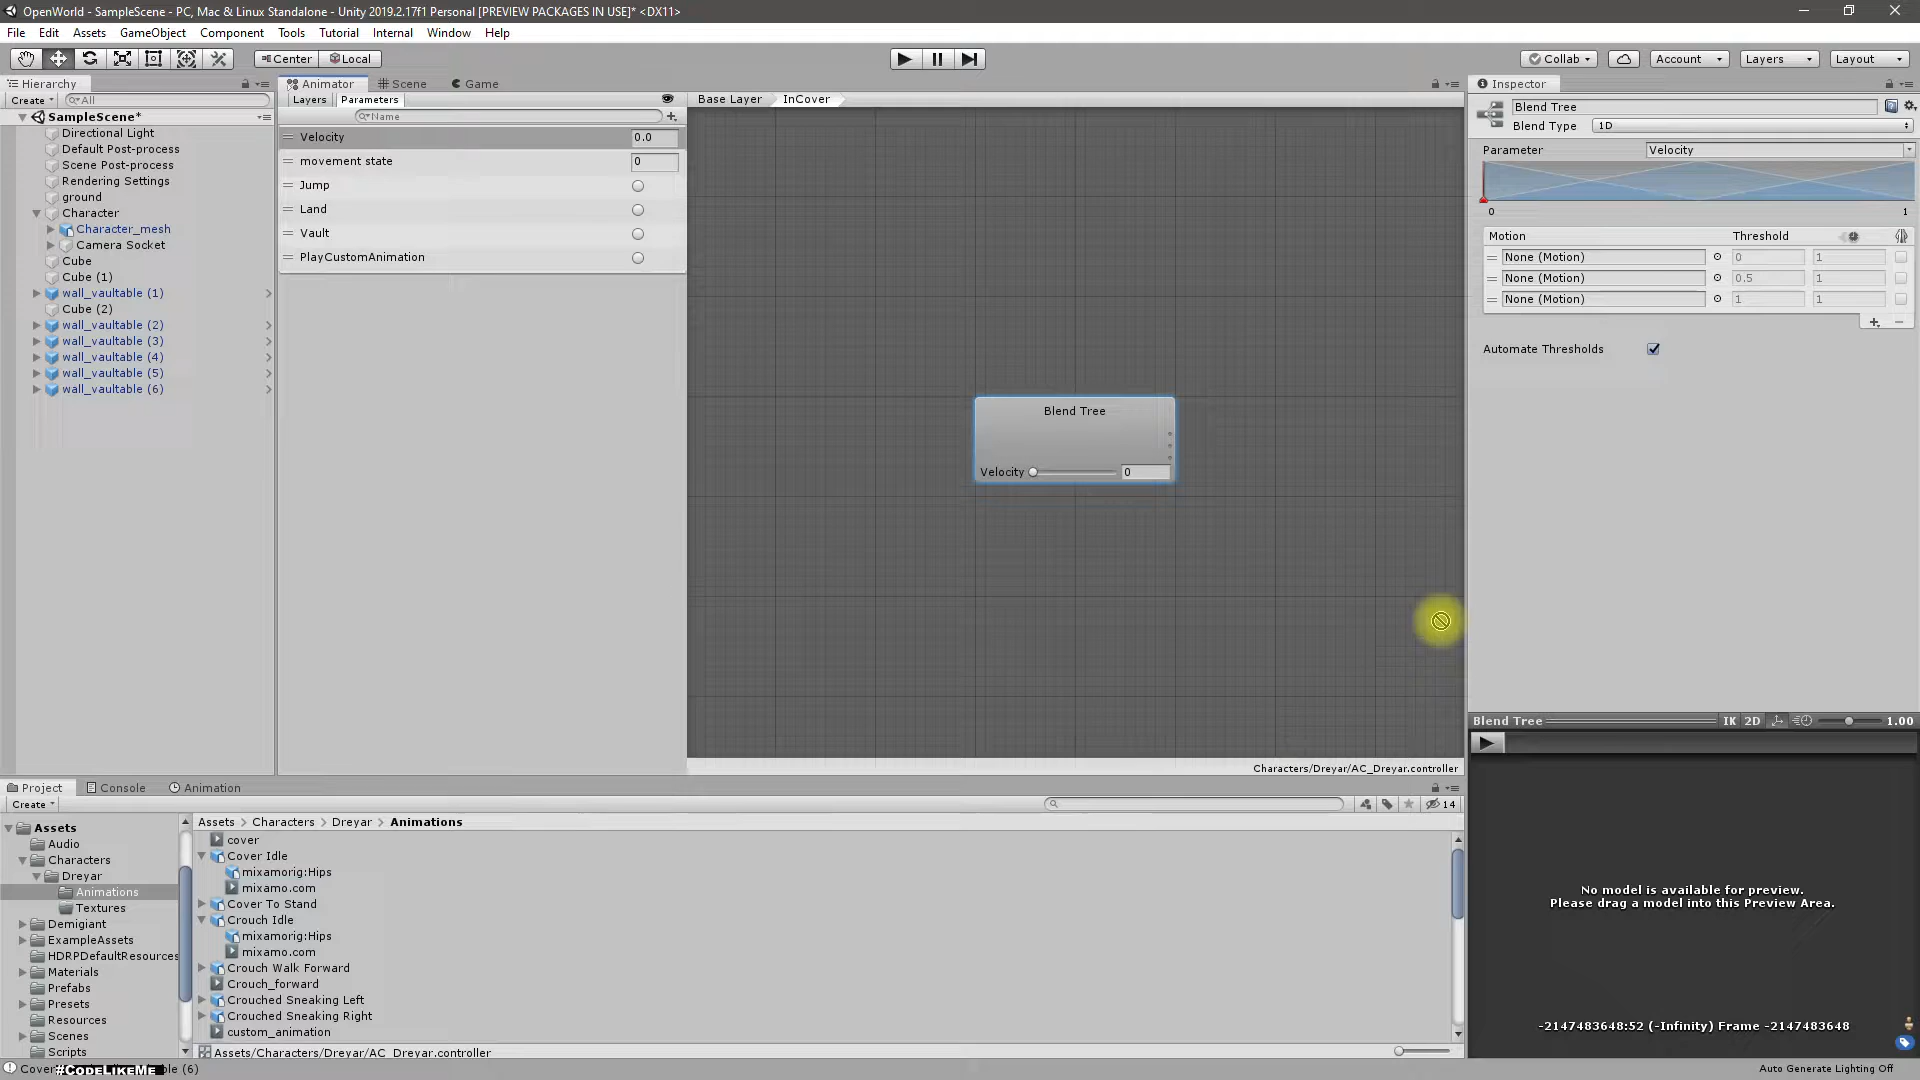 OpenWorld - SampleScene - PC, Mac & Linux Standalone - Unity 2019.2.17f1 Personal [PREVIEW PACKAGES IN USE]* <DX11>
File Edit Assets GameObject Component Tools Tutorial Internal Window Help
Center Local Collab Account Layers Layout
Hierarchy
Create All
SampleScene*
Directional Light
Default Post-process
Scene Post-process
Rendering Settings
ground
Character
Character_mesh
Camera Socket
Cube
Cube (1)
wall_vaultable (1)
Cube (2)
wall_vaultable (2)
wall_vaultable (3)
wall_vaultable (4)
wall_vaultable (5)
wall_vaultable (6)
Animator Scene Game
Layers Parameters
Name
Velocity 0.0
movement state 0
Jump
Land
Vault
PlayCustomAnimation
Base Layer InCover
Blend Tree
Velocity 0
Characters/Dreyar/AC_Dreyar.controller
Inspector
Blend Tree
Blend Type 1D
Parameter Velocity
0 1
Motion Threshold
None (Motion) 0 1
None (Motion) 0.5 1
None (Motion) 1 1
Automate Thresholds
Blend Tree IK 2D 1.00
No model is available for preview.
Please drag a model into this Preview Area.
-2147483648:52 (-Infinity) Frame -2147483648
Project Console Animation
Create 14
Assets
Audio
Characters
Dreyar
Animations
Textures
Demigiant
ExampleAssets
HDRPDefaultResources
Materials
Prefabs
Presets
Resources
Scenes
Scripts
Assets > Characters > Dreyar > Animations
cover
Cover Idle
mixamorig:Hips
mixamo.com
Cover To Stand
Crouch Idle
mixamorig:Hips
mixamo.com
Crouch Walk Forward
Crouch_forward
Crouched Sneaking Left
Crouched Sneaking Right
custom_animation
Assets/Characters/Dreyar/AC_Dreyar.controller
Cover #CodeLikeMe ble (6)
Auto Generate Lighting Off